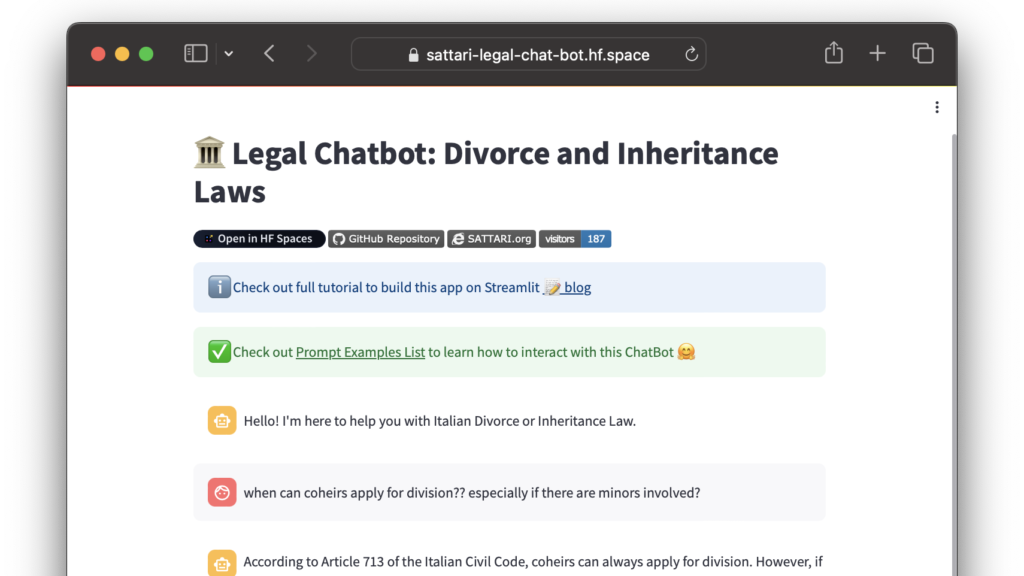 sattari-legal-chat-bot.hf.space
Legal Chatbot: Divorce and Inheritance
Laws
Open in HF Spaces GitHub Repository SATTARI.org visitors 187
Check out full tutorial to build this app on Streamlit blog
Check out Prompt Examples List to learn how to interact with this ChatBot
Hello! I'm here to help you with Italian Divorce or Inheritance Law.
when can coheirs apply for division?? especially if there are minors involved?
According to Article 713 of the Italian Civil Code, coheirs can always apply for division. However, if